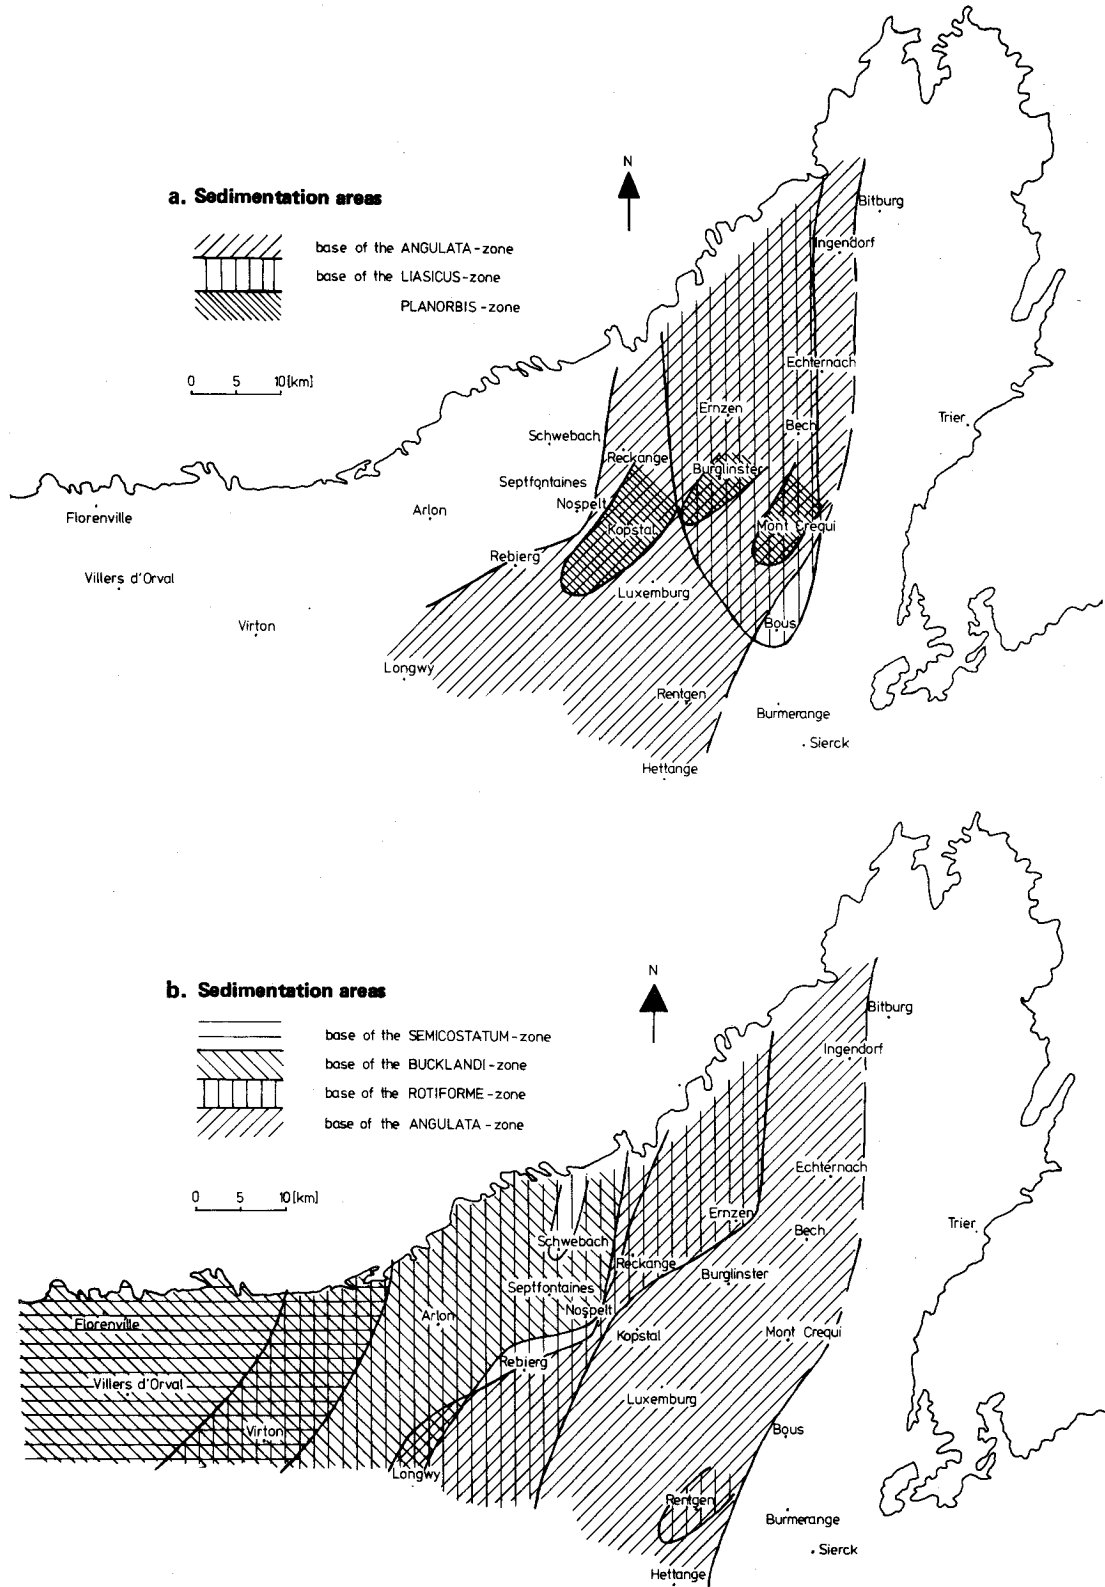 N
a. Sedimentation areas
base of the ANGULATA-zone
base of the LIASICUS-zone
PLANORBIS-zone
0 5 10[km]
Bitburg
Ingendorf
Echternach
Ernzen
Trier
Bech
Schwebach
Reckange
Burglinster
Septfontaines
Nospelt
Arlon
Florenville
Kopstal
Mont Crequi
Rebierg
Villers d'Orval
Luxemburg
Virton
Bous
Longwy
Rentgen
Burmerange
Sierck
Hettange
N
b. Sedimentation areas
base of the SEMICOSTATUM-zone
base of the BUCKLANDI-zone
base of the ROTIFORME-zone
base of the ANGULATA-zone
0 5 10[km]
Bitburg
Ingendorf
Echternach
Ernzen
Trier
Bech
Schwebach
Reckange
Burglinster
Septfontaines
Nospelt
Arlon
Florenville
Kopstal
Mont Crequi
Rebierg
Villers d'Orval
Luxemburg
Virton
Bous
Longwy
Rentgen
Burmerange
Sierck
Hettange